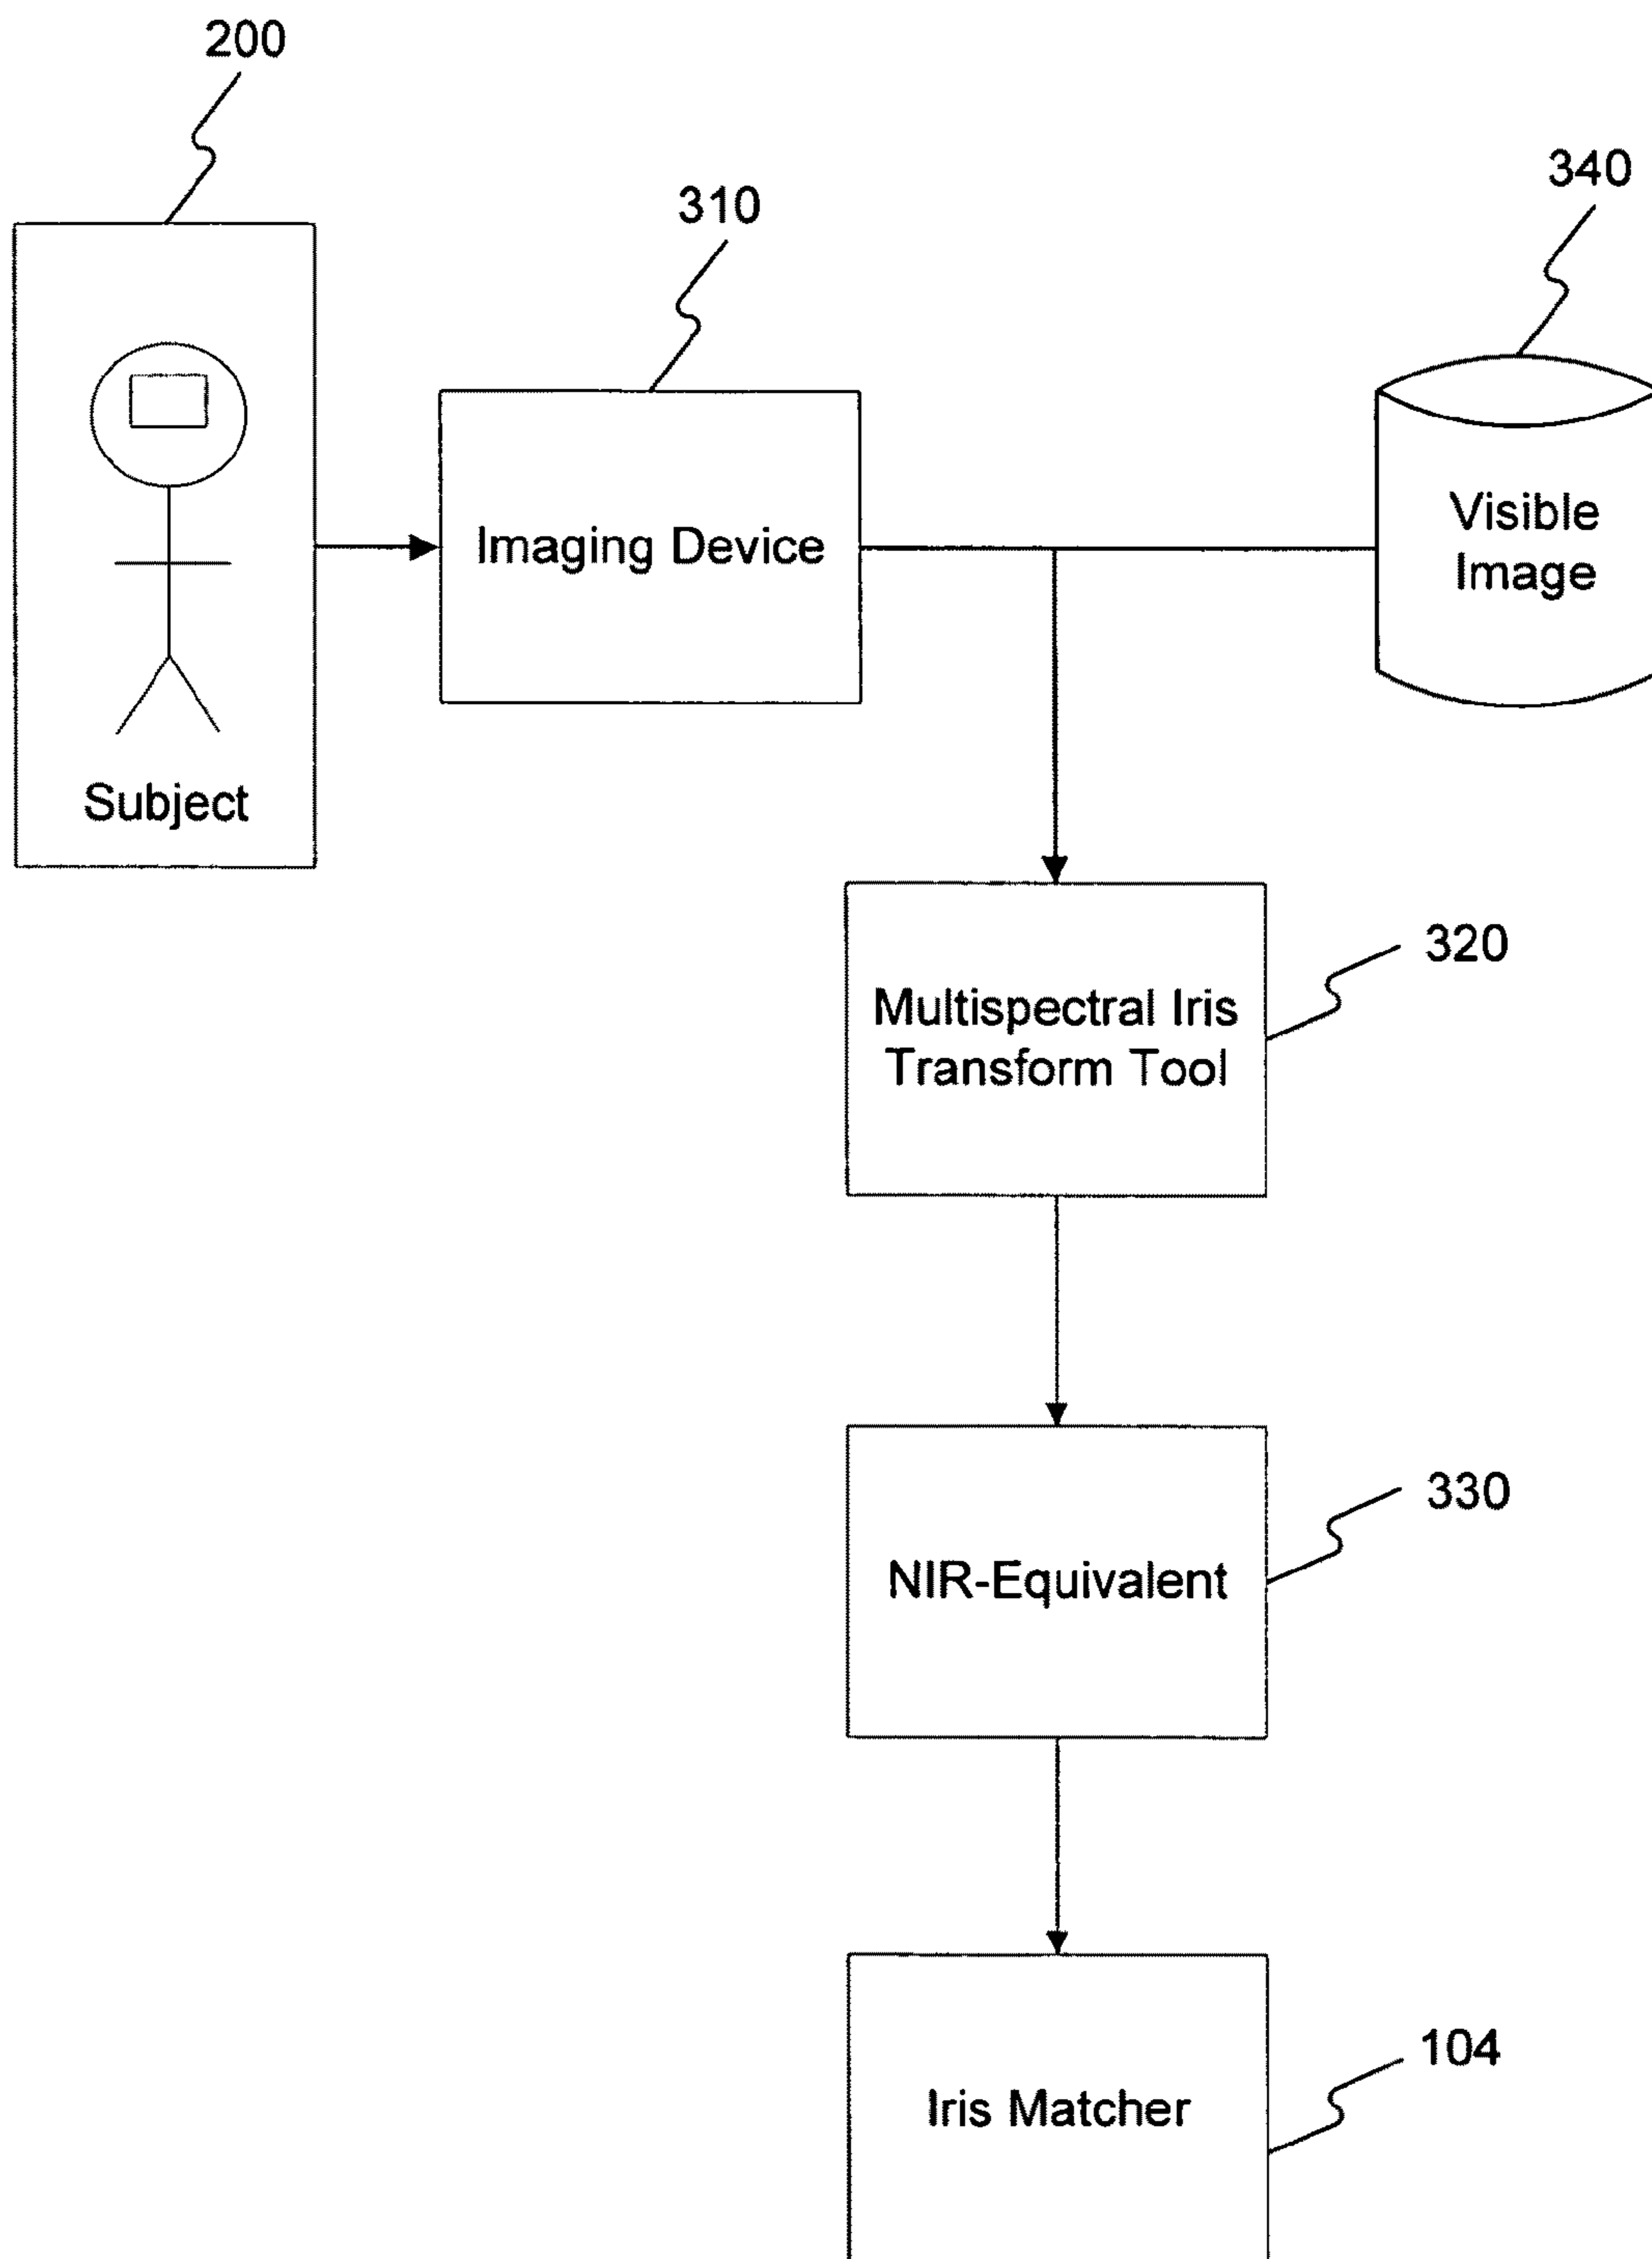 200
310
340
Imaging Device
Visible
Image
Subject
320
Multispectral Iris
Transform Tool
330
NIR-Equivalent
104
Iris Matcher